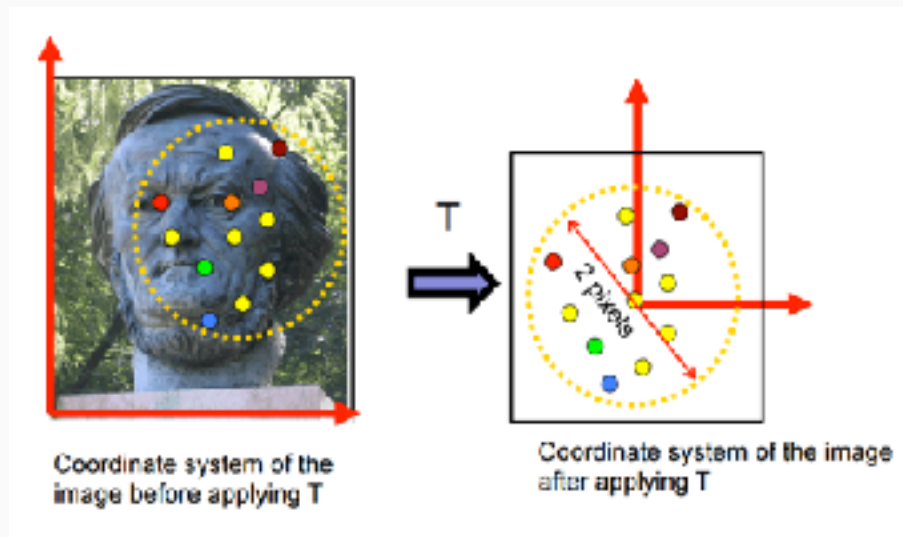 T
2 pixels
Coordinate system of the
image before applying T
Coordinate system of the image
after applying T